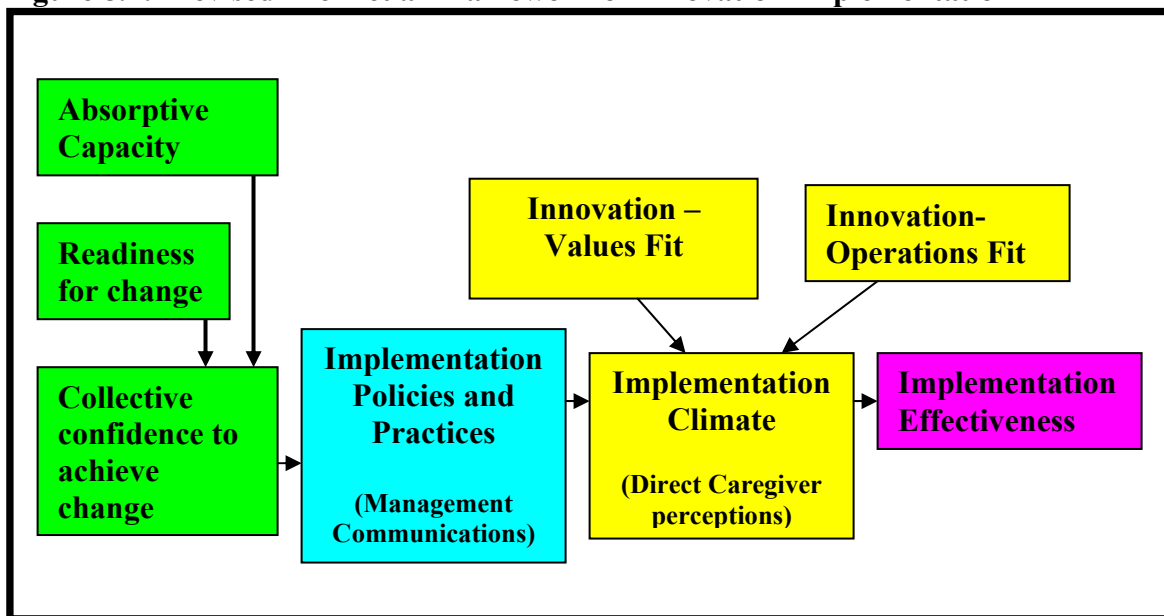 Absorptive
Capacity
Readiness
for change
Collective
confidence to
achieve
change
Implementation
Policies and
Practices
(Management
Communications)
Innovation –
Values Fit
Innovation-
Operations Fit
Implementation
Climate
(Direct Caregiver
perceptions)
Implementation
Effectiveness